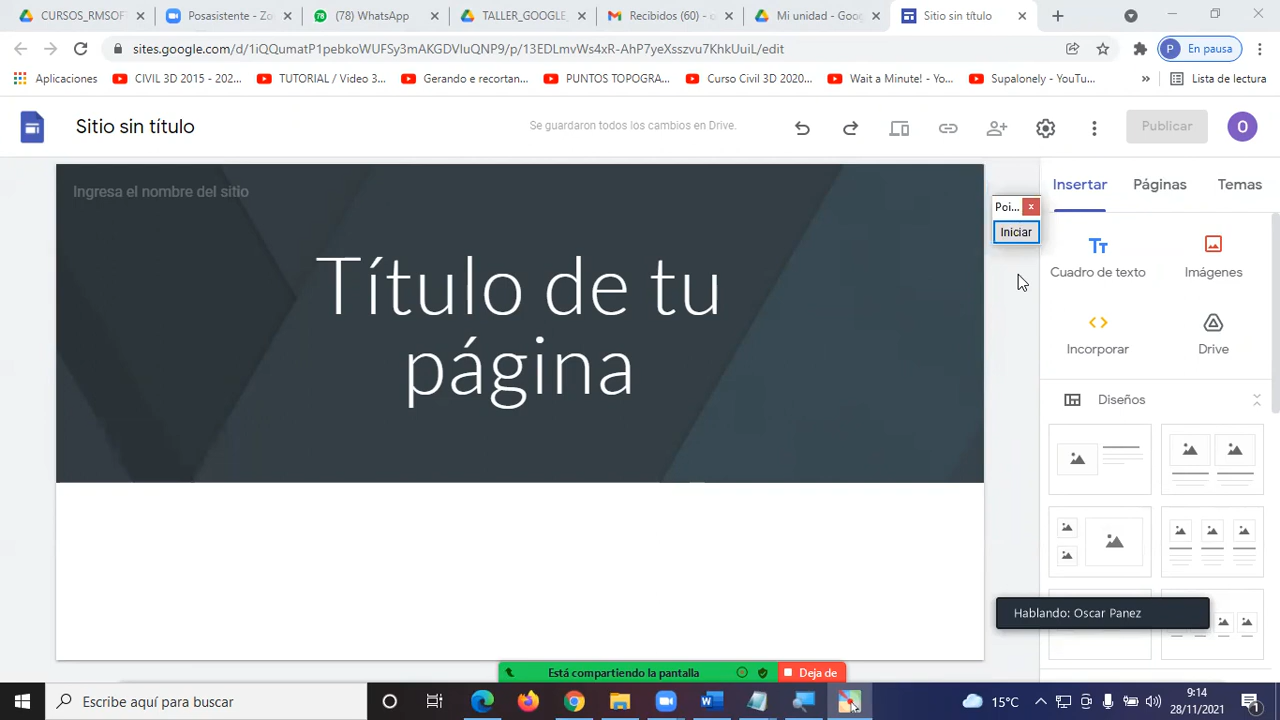 CURSOS_RMSOF
Posasistente - Zo
(78) WhatsApp
TALLER_GOOGLE_
Recibidos (60) - o
Mi unidad - Goog
Sitio sin título
sites.google.com/d/1iQQumatP1pebkoWUFSy3mAKGDVluQNP9/p/13EDLmvWs4xR-AhP7yeXsszvu7KhkUuiL/edit
P
En pausa
Aplicaciones
CIVIL 3D 2015 - 202...
TUTORIAL / Video 3...
Gerando e recortan...
PUNTOS TOPOGRA...
Curso Civil 3D 2020...
Wait a Minute! - Yo...
Supalonely - YouTu...
»
Lista de lectura
Sitio sin título
Se guardaron todos los cambios en Drive.
Publicar
O
Ingresa el nombre del sitio
Título de tu
página
Poi...
Iniciar
Insertar
Páginas
Temas
Cuadro de texto
Imágenes
Incorporar
Drive
Diseños
Hablando: Oscar Panez
Está compartiendo la pantalla
Deja de
Escribe aquí para buscar
15°C
9:14
28/11/2021